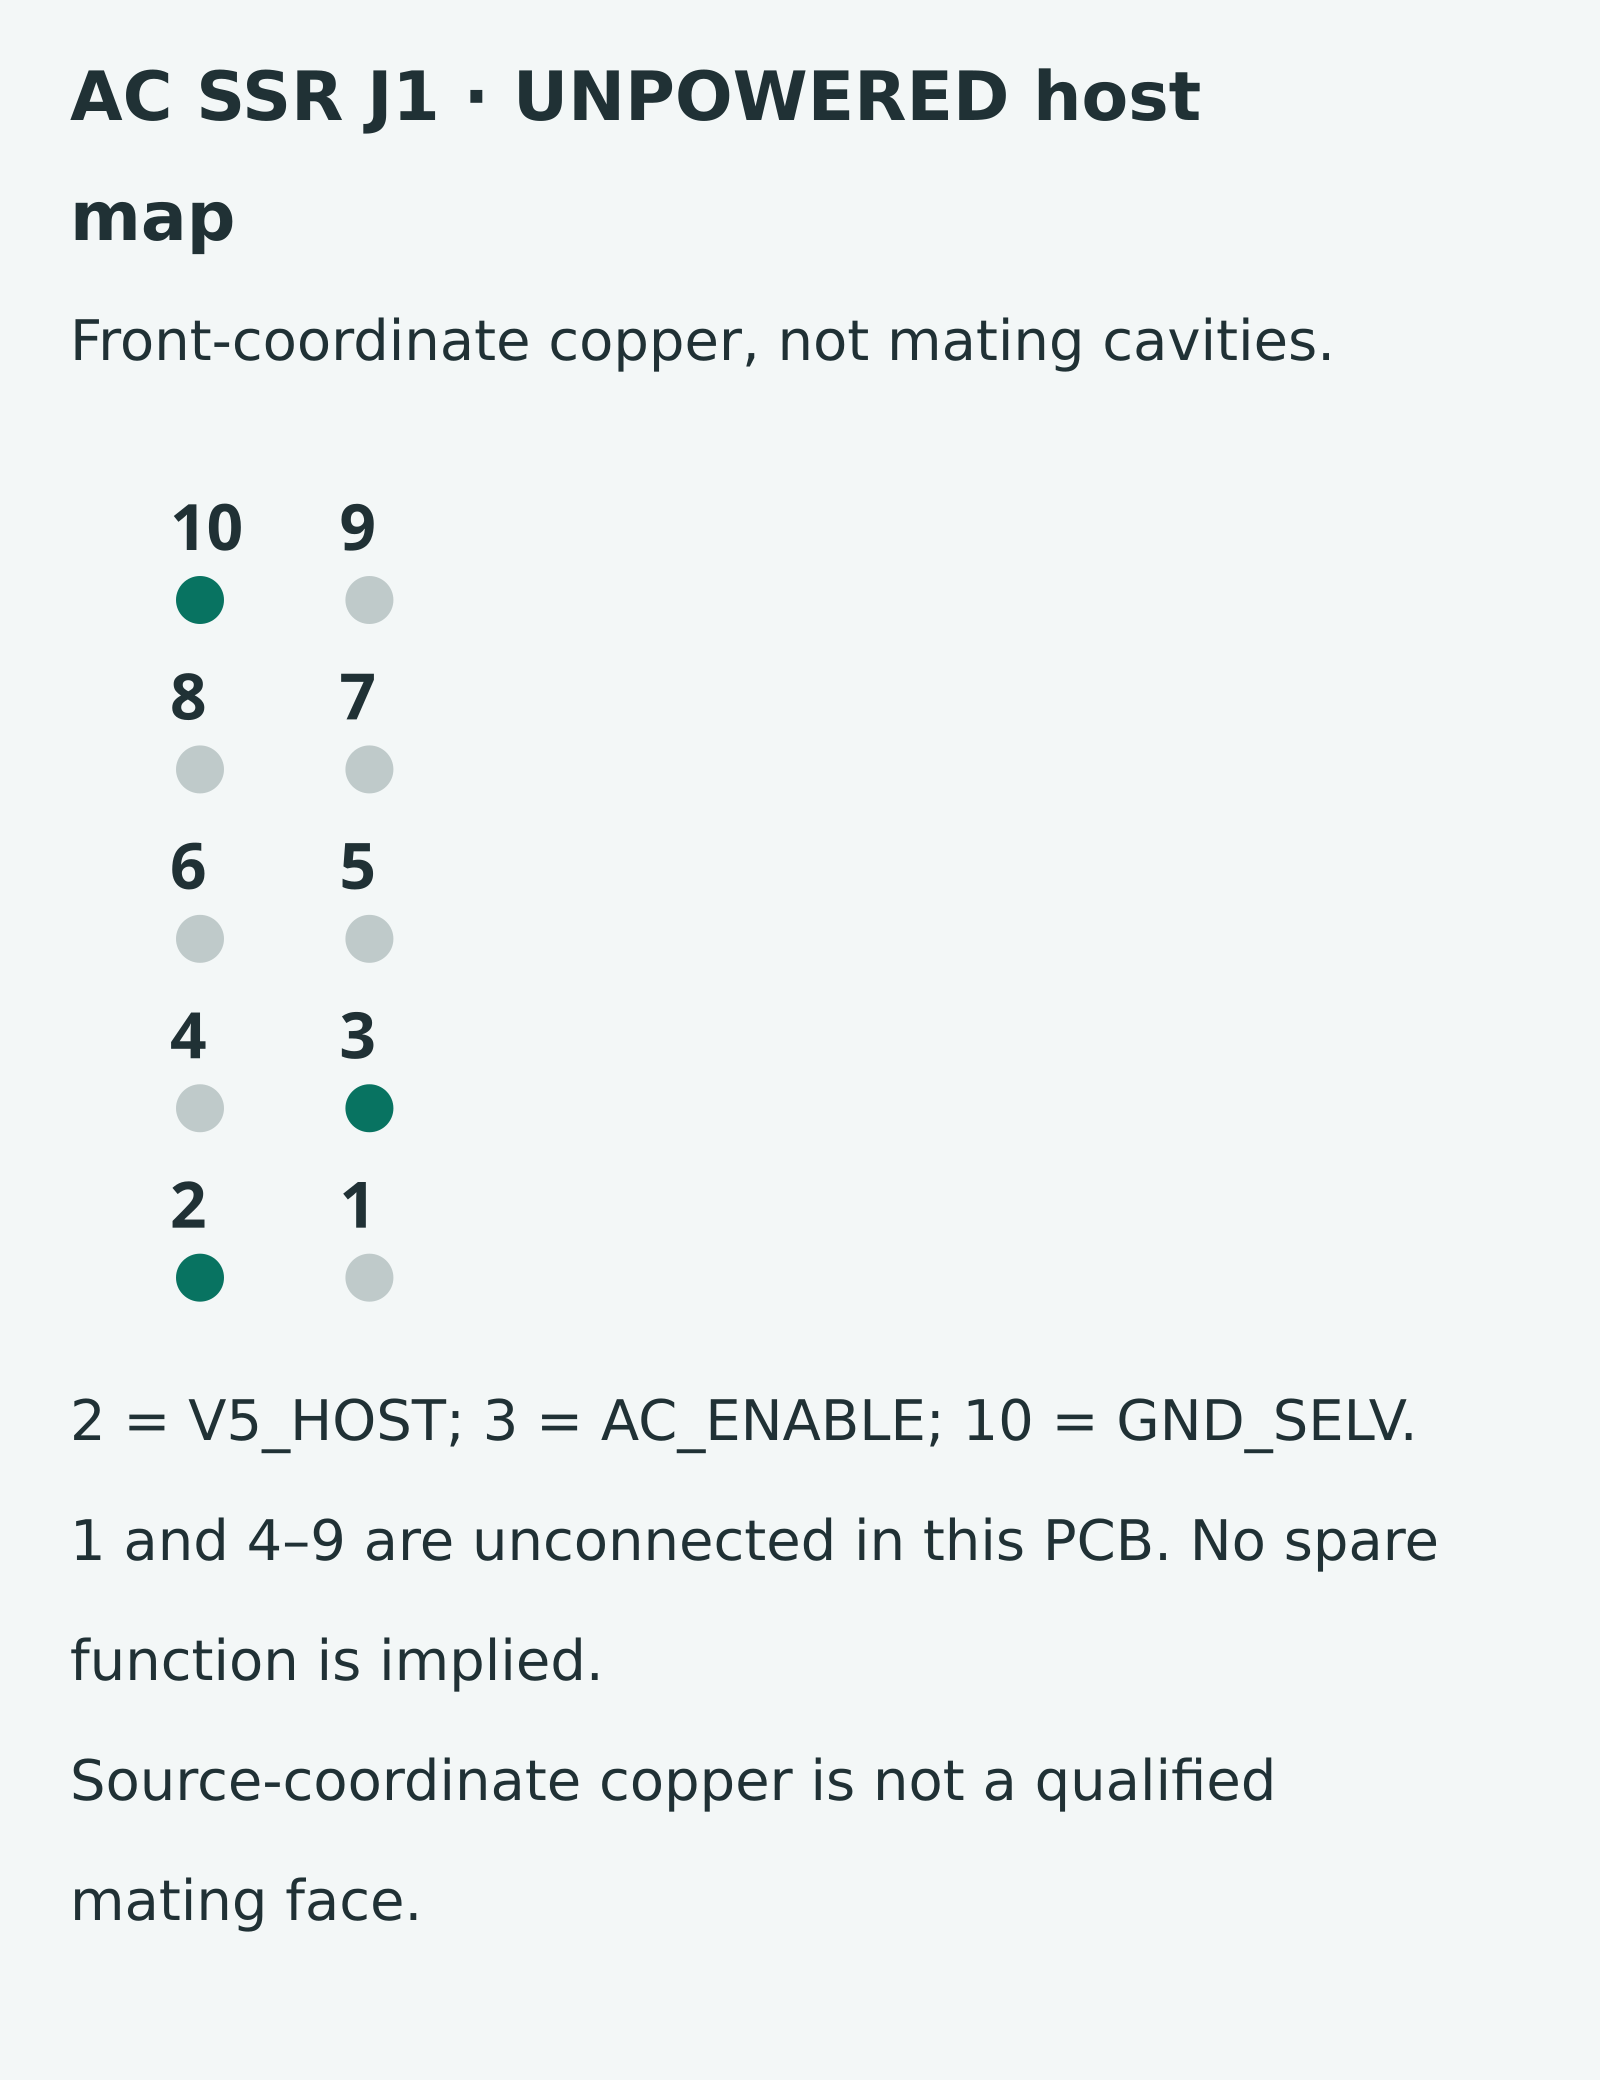 AC SSR J1 · UNPOWERED host
map
Front-coordinate copper, not mating cavities.
10 9
8 7
6 5
4 3
2 1
2 = V5_HOST; 3 = AC_ENABLE; 10 = GND_SELV.
1 and 4–9 are unconnected in this PCB. No spare
function is implied.
Source-coordinate copper is not a qualified
mating face.